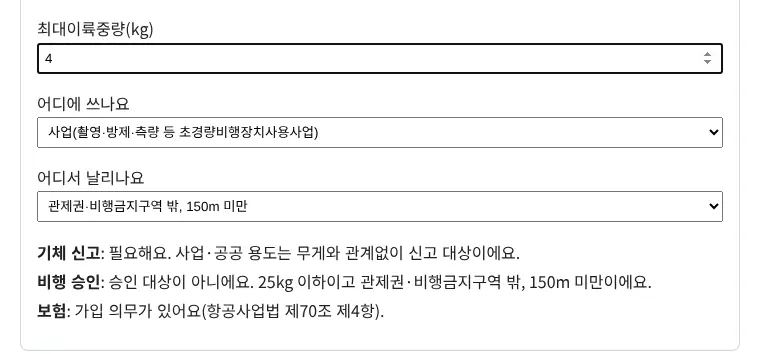 최대이륙중량(kg)
4
어디에 쓰나요
사업(촬영·방제·측량 등 초경량비행장치사용사업)
어디서 날리나요
관제권·비행금지구역 밖, 150m 미만
기체 신고: 필요해요. 사업·공공 용도는 무게와 관계없이 신고 대상이에요.
비행 승인: 승인 대상이 아니에요. 25kg 이하이고 관제권·비행금지구역 밖, 150m 미만이에요.
보험: 가입 의무가 있어요(항공사업법 제70조 제4항).